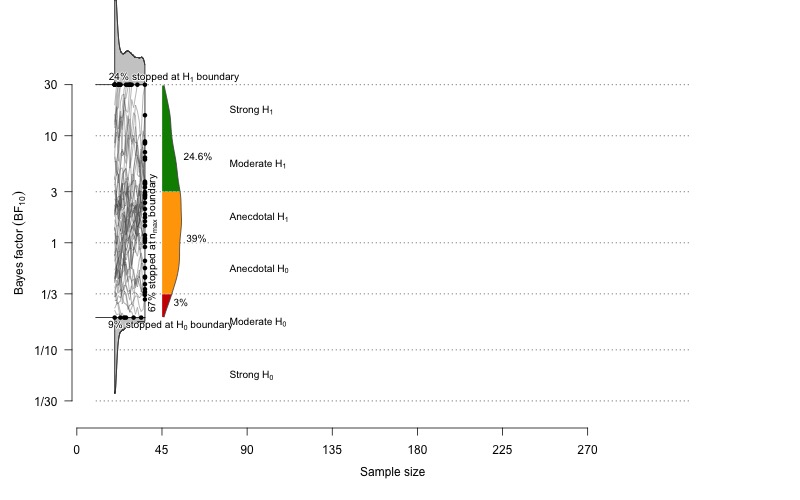 24% stopped at H1 boundary
30
Strong H1
10
24.6%
Moderate H1
3
Anecdotal H1
39%
1
Anecdotal H0
1/3
3%
67% stopped at nmax boundary
Moderate H0
9% stopped at H0 boundary
1/10
Strong H0
1/30
Bayes factor (BF10)
0 45 90 135 180 225 270
Sample size